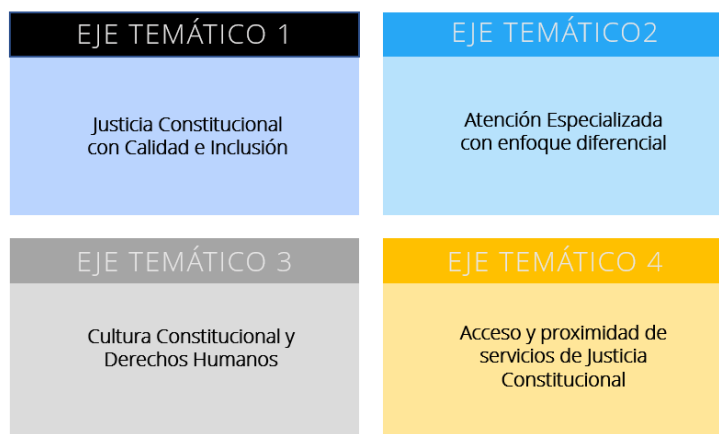 EJE TEMÁTICO 1
Justicia Constitucional
con Calidad e Inclusión
EJE TEMÁTICO2
Atención Especializada
con enfoque diferencial
EJE TEMÁTICO 3
Cultura Constitucional y
Derechos Humanos
EJE TEMÁTICO 4
Acceso y proximidad de
servicios de Justicia
Constitucional